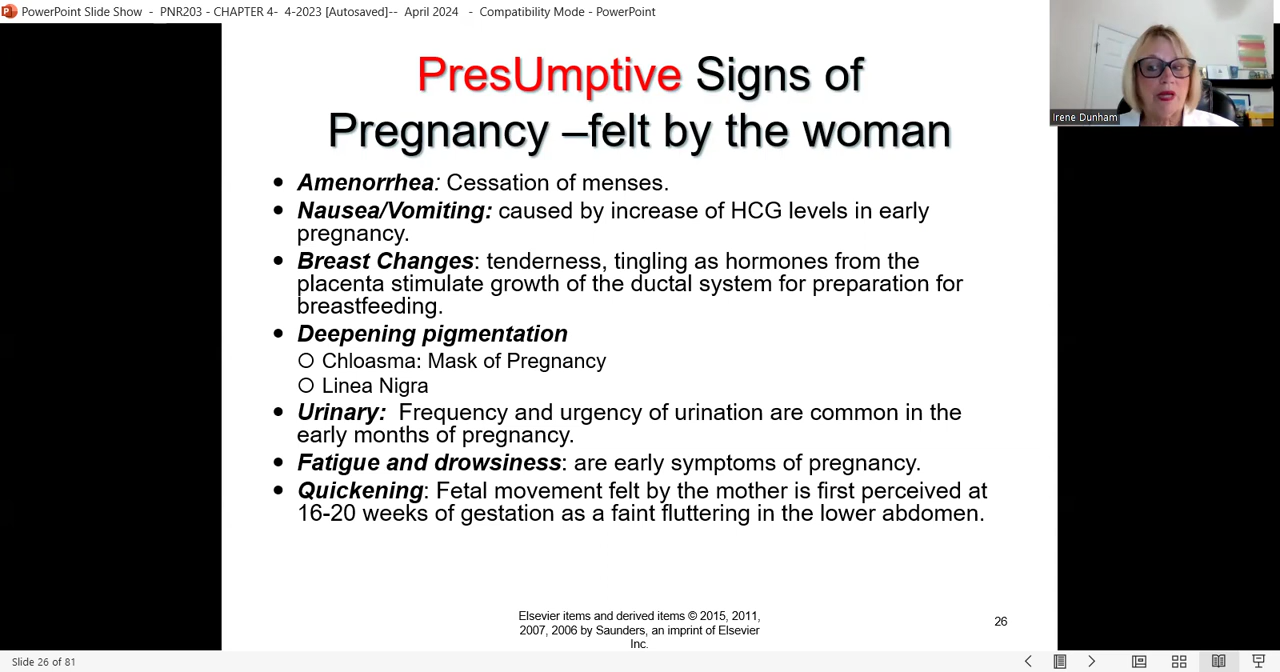 PowerPoint Slide Show - PNR203 - CHAPTER 4- 4-2023 [Autosaved]-- April 2024 - Compatibility Mode - PowerPoint
PresUmptive Signs of
Pregnancy –felt by the woman
Irene Dunham
• Amenorrhea: Cessation of menses.
• Nausea/Vomiting: caused by increase of HCG levels in early
pregnancy.
• Breast Changes: tenderness, tingling as hormones from the
placenta stimulate growth of the ductal system for preparation for
breastfeeding.
• Deepening pigmentation
○ Chloasma: Mask of Pregnancy
○ Linea Nigra
• Urinary: Frequency and urgency of urination are common in the
early months of pregnancy.
• Fatigue and drowsiness: are early symptoms of pregnancy.
• Quickening: Fetal movement felt by the mother is first perceived at
16-20 weeks of gestation as a faint fluttering in the lower abdomen.
Elsevier items and derived items © 2015, 2011,
2007, 2006 by Saunders, an imprint of Elsevier
Inc.
26
Slide 26 of 81